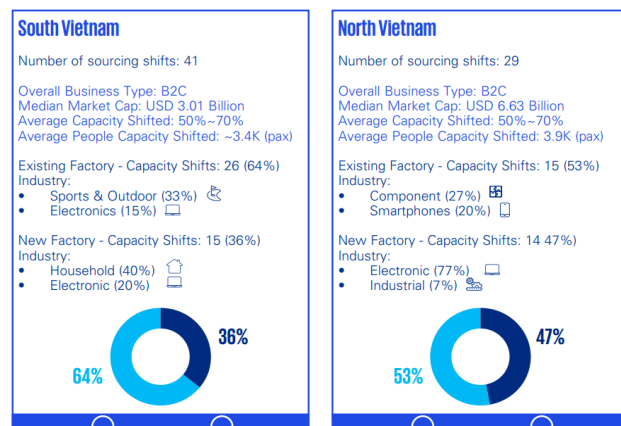 South Vietnam
Number of sourcing shifts: 41
Overall Business Type: B2C
Median Market Cap: USD 3.01 Billion
Average Capacity Shifted: 50%~70%
Average People Capacity Shifted: ~3.4K (pax)
Existing Factory - Capacity Shifts: 26 (64%)
Industry:
• Sports & Outdoor (33%)
• Electronics (15%)
New Factory - Capacity Shifts: 15 (36%)
Industry:
• Household (40%)
• Electronic (20%)
36%
64%
North Vietnam
Number of sourcing shifts: 29
Overall Business Type: B2C
Median Market Cap: USD 6.63 Billion
Average Capacity Shifted: 50%~70%
Average People Capacity Shifted: 3.9K (pax)
Existing Factory - Capacity Shifts: 15 (53%)
Industry:
• Component (27%)
• Smartphones (20%)
New Factory - Capacity Shifts: 14 47%)
Industry:
• Electronic (77%)
• Industrial (7%)
47%
53%